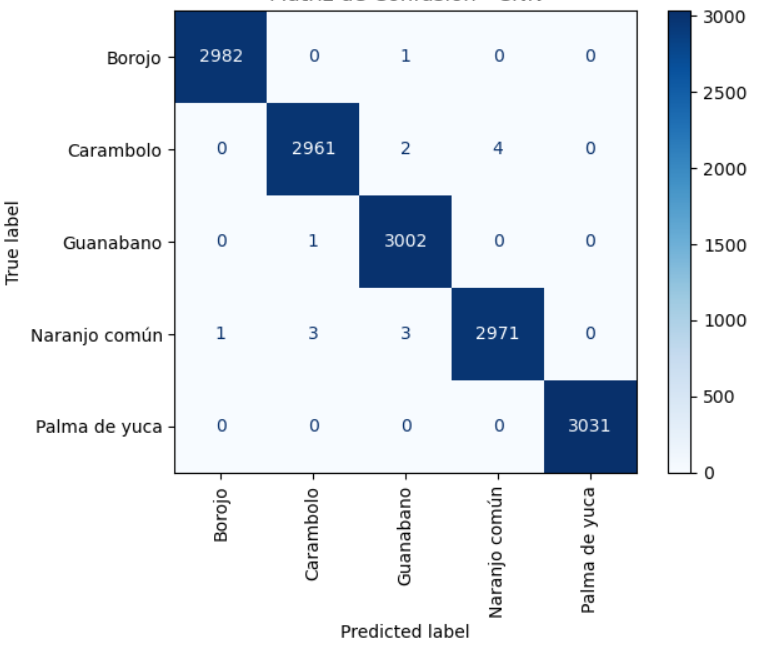 Borojo 2982 0 1 0 0
Carambolo 0 2961 2 4 0
Guanabano 0 1 3002 0 0
Naranjo común 1 3 3 2971 0
Palma de yuca 0 0 0 0 3031
True label
Borojo
Carambolo
Guanabano
Naranjo común
Palma de yuca
Predicted label
3000
2500
2000
1500
1000
500
0